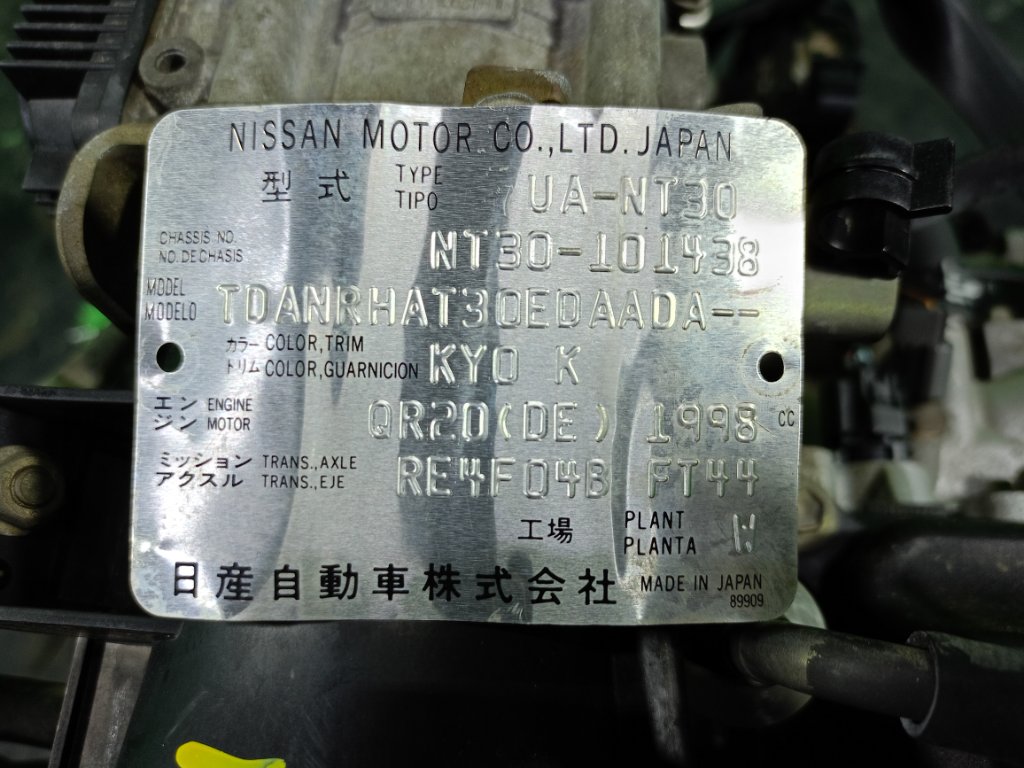 NISSAN MOTOR CO.,LTD. JAPAN
型式 TYPE TIPO UA-NT30
CHASSIS NO. NO. DE CHASIS NT30-101438
MODEL MODELO TDANRHAT30EDAADA--
カラー COLOR, TRIM
トリム COLOR, GUARNICION KY0 K
エン ENGINE
ジン MOTOR QR20(DE) 1998 CC
ミッション TRANS., AXLE
アクスル TRANS., EJE RE4F04B FT44
工場 PLANT PLANTA
日産自動車株式会社 MADE IN JAPAN
89909